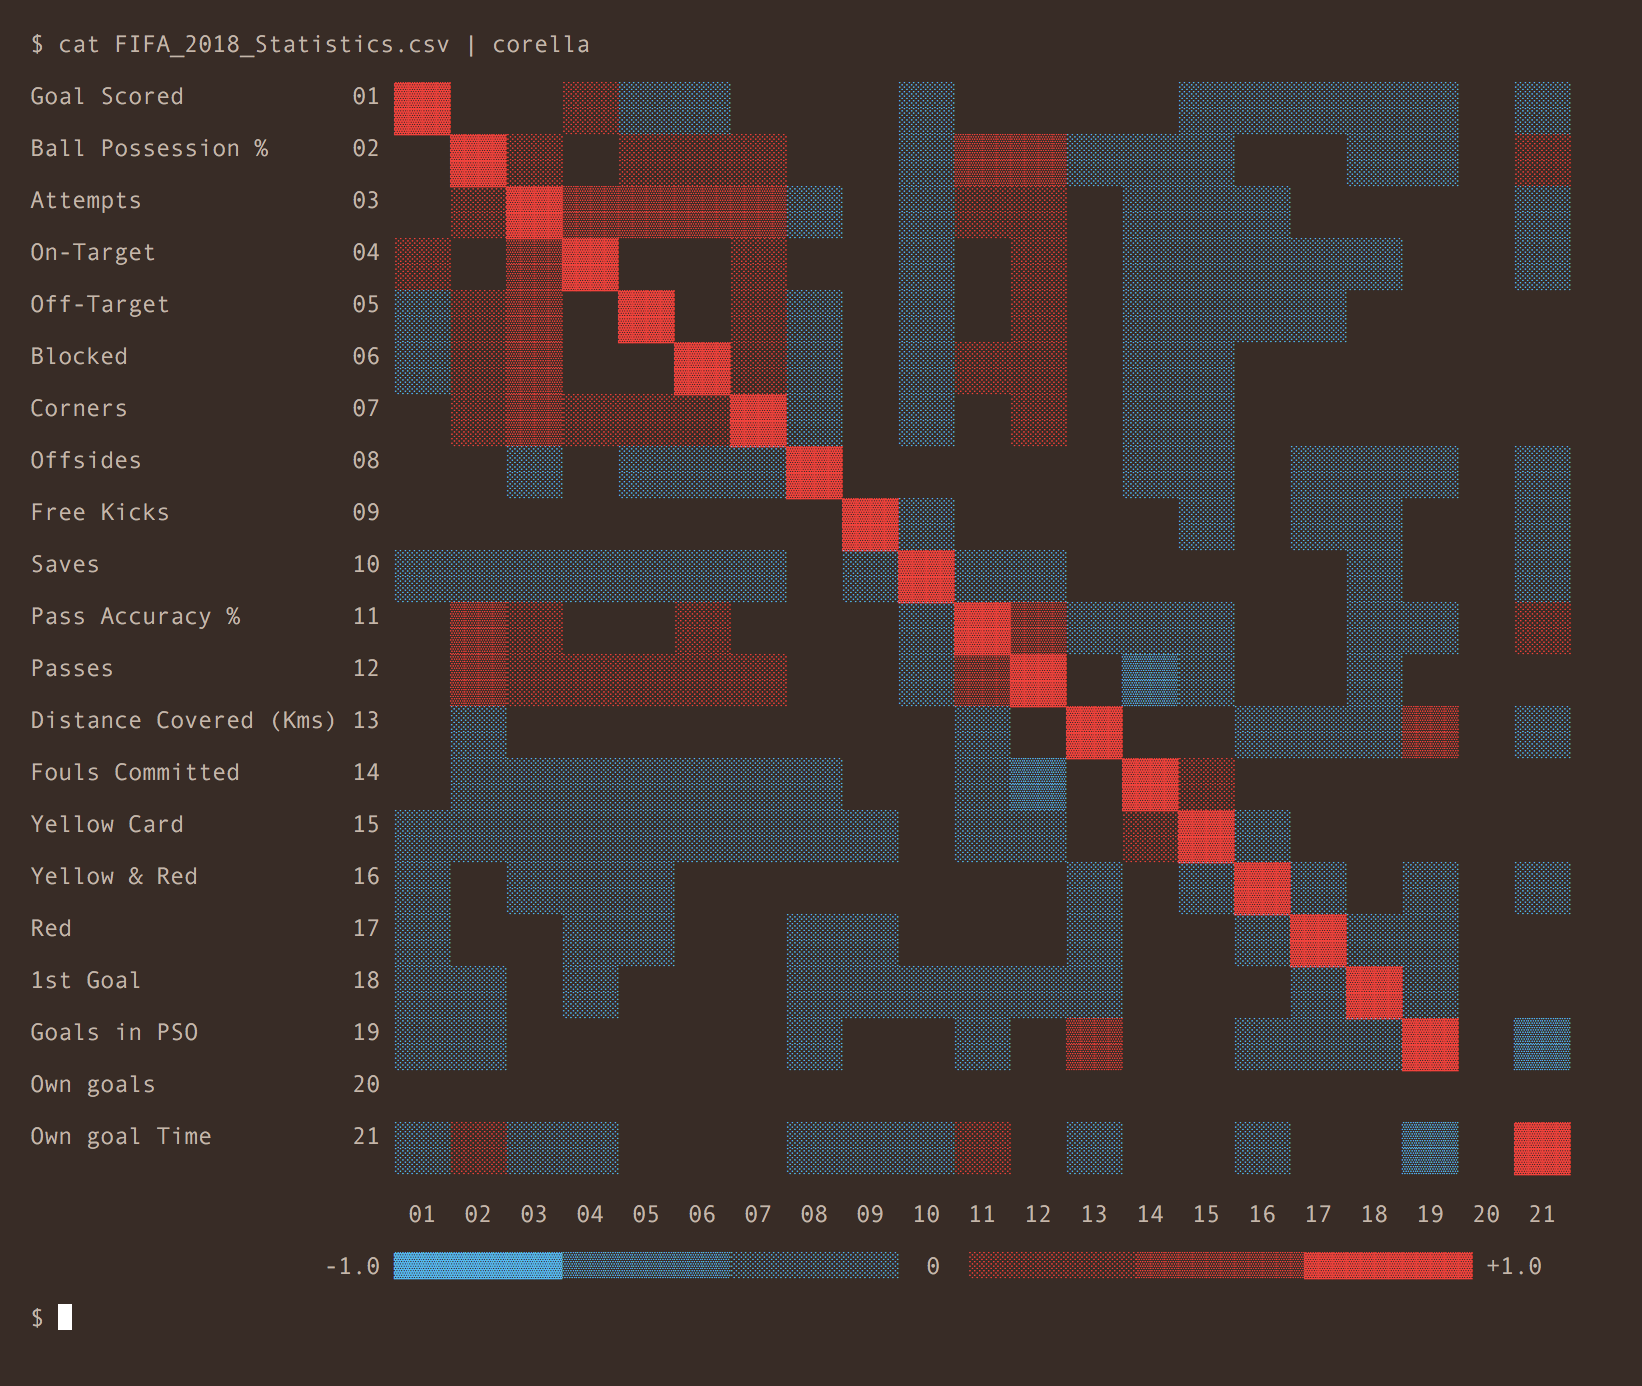 $ cat FIFA_2018_Statistics.csv | corella
Goal Scored 01
Ball Possession % 02
Attempts 03
On-Target 04
Off-Target 05
Blocked 06
Corners 07
Offsides 08
Free Kicks 09
Saves 10
Pass Accuracy % 11
Passes 12
Distance Covered (Kms) 13
Fouls Committed 14
Yellow Card 15
Yellow & Red 16
Red 17
1st Goal 18
Goals in PSO 19
Own goals 20
Own goal Time 21
01 02 03 04 05 06 07 08 09 10 11 12 13 14 15 16 17 18 19 20 21
-1.0 0 +1.0
$